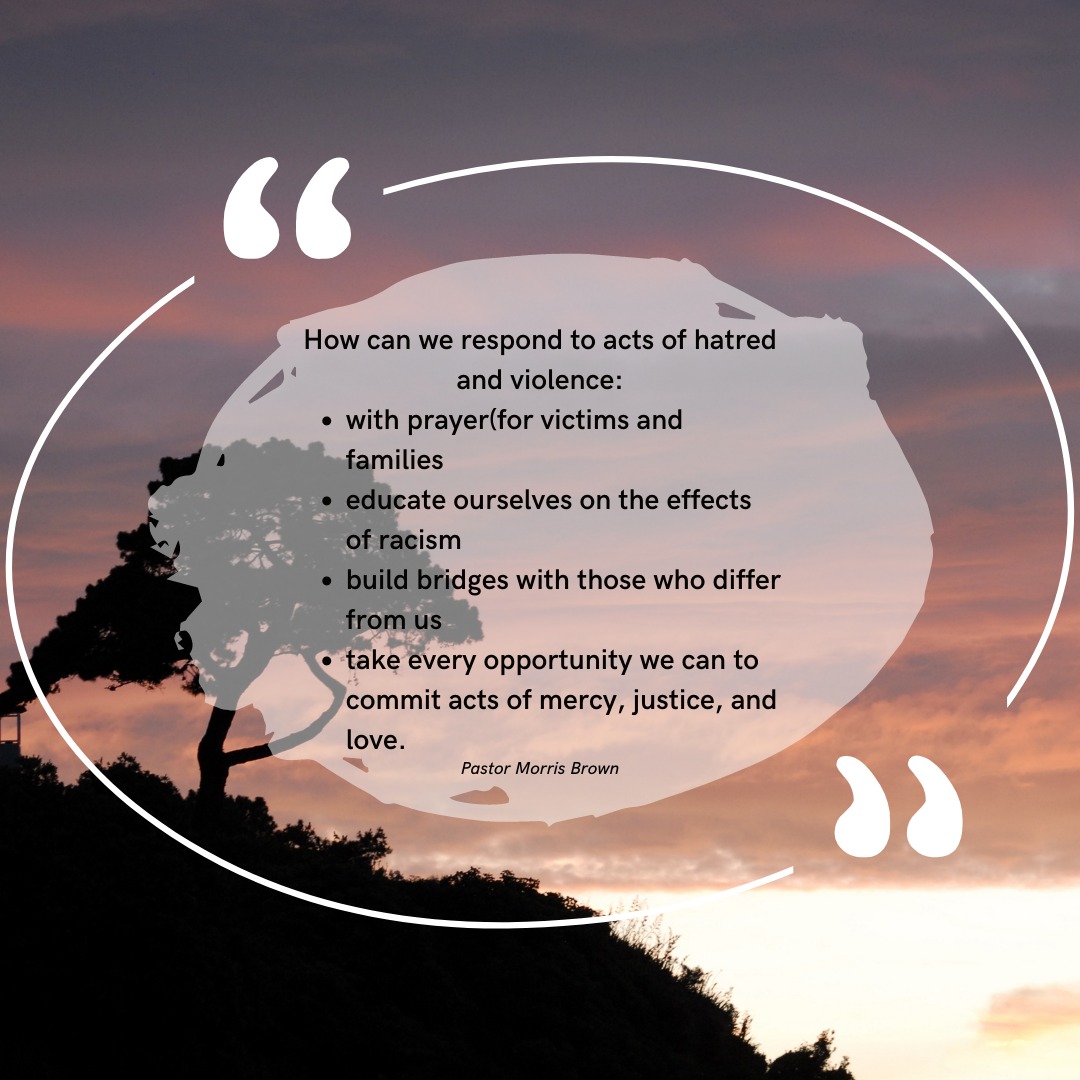 How can we respond to acts of hatred
and violence:
• with prayer(for victims and
families
• educate ourselves on the effects
of racism
• build bridges with those who differ
from us
• take every opportunity we can to
commit acts of mercy, justice, and
love.
Pastor Morris Brown